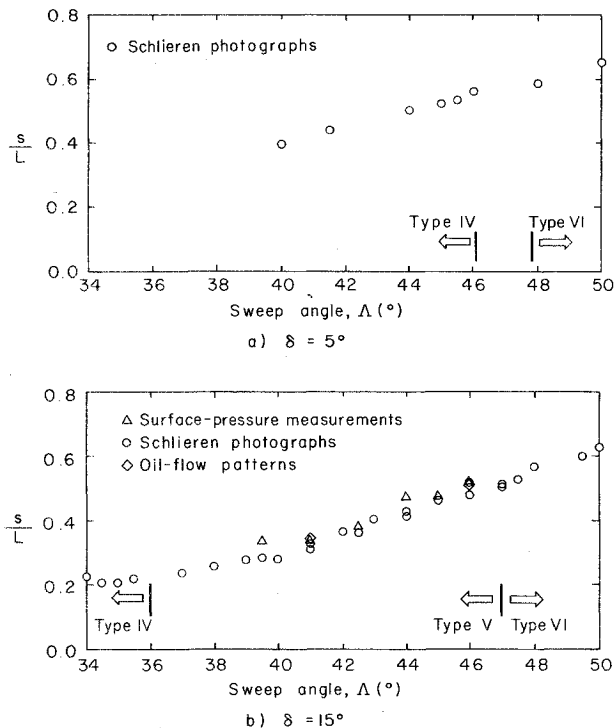 0.8
○ Schlieren photographs
0.6
s/L 0.4
0.2
Type IV Type VI
0.0
34 36 38 40 42 44 46 48 50
Sweep angle, Λ (°)
a) δ = 5°
0.8
△ Surface-pressure measurements
○ Schlieren photographs
◇ Oil-flow patterns
0.6
s/L 0.4
0.2
Type IV Type V Type VI
0.0
34 36 38 40 42 44 46 48 50
Sweep angle, Λ (°)
b) δ = 15°